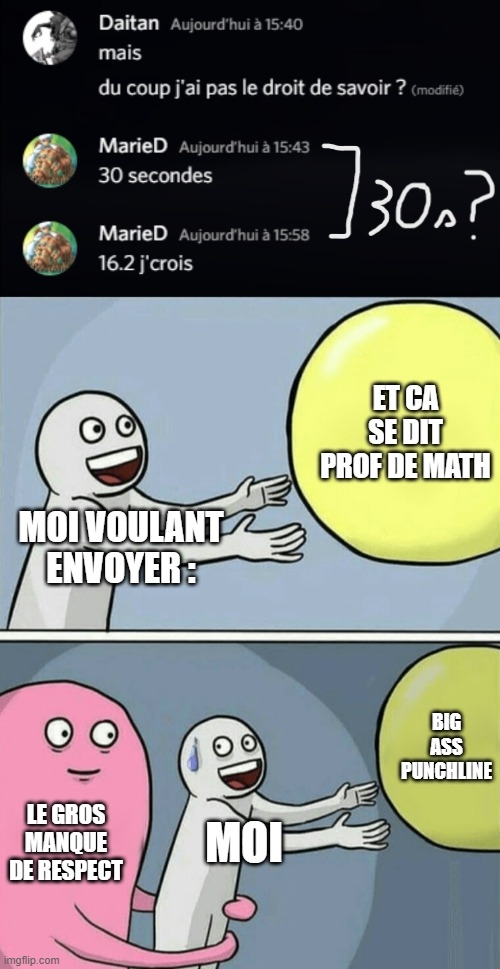 Daitan Aujourd'hui à 15:40
mais
du coup j'ai pas le droit de savoir ? (modifié)
MarieD Aujourd'hui à 15:43
30 secondes
30s?
MarieD Aujourd'hui à 15:58
16.2 j'crois
ET CA
SE DIT
PROF DE MATH
MOI VOULANT
ENVOYER :
BIG
ASS
PUNCHLINE
LE GROS
MANQUE
DE RESPECT
MOI
imgflip.com